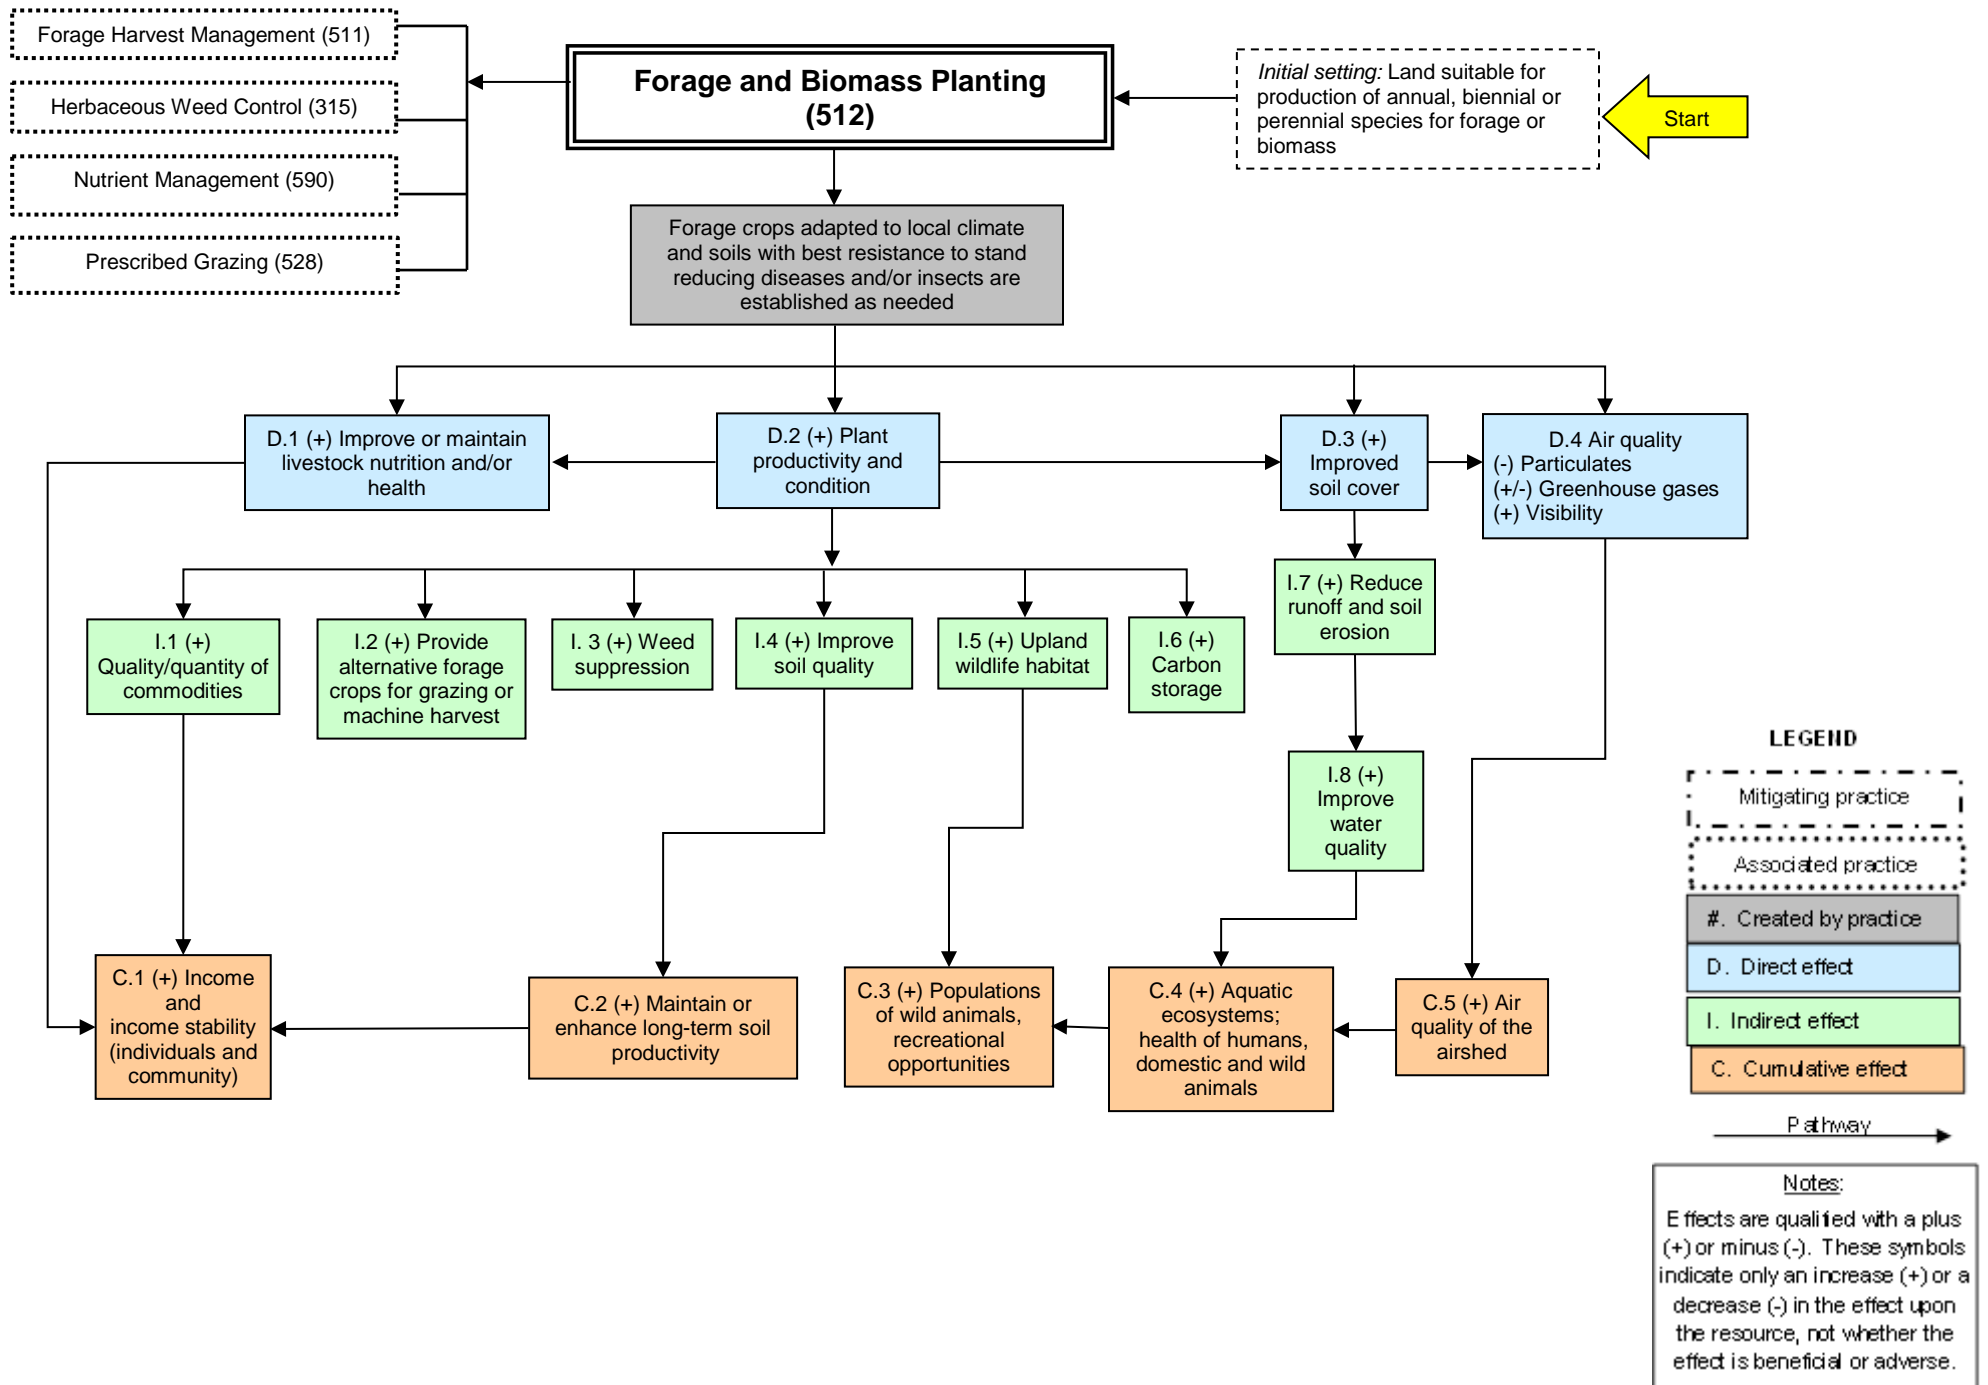 Forage Harvest Management (511)
Herbaceous Weed Control (315)
Nutrient Management (590)
Prescribed Grazing (528)
Forage and Biomass Planting
(512)
Initial setting: Land suitable for
production of annual, biennial or
perennial species for forage or
biomass
Start
Forage crops adapted to local climate
and soils with best resistance to stand
reducing diseases and/or insects are
established as needed
D.1 (+) Improve or maintain
livestock nutrition and/or
health
D.2 (+) Plant
productivity and
condition
D.3 (+)
Improved
soil cover
D.4 Air quality
(-) Particulates
(+/-) Greenhouse gases
(+) Visibility
I.1 (+)
Quality/quantity of
commodities
I.2 (+) Provide
alternative forage
crops for grazing or
machine harvest
I. 3 (+) Weed
suppression
I.4 (+) Improve
soil quality
I.5 (+) Upland
wildlife habitat
I.6 (+)
Carbon
storage
I.7 (+) Reduce
runoff and soil
erosion
I.8 (+)
Improve
water
quality
C.1 (+) Income
and
income stability
(individuals and
community)
C.2 (+) Maintain or
enhance long-term soil
productivity
C.3 (+) Populations
of wild animals,
recreational
opportunities
C.4 (+) Aquatic
ecosystems;
health of humans,
domestic and wild
animals
C.5 (+) Air
quality of the
airshed
LEGEND
Mitigating practice
Associated practice
#. Created by practice
D. Direct effect
I. Indirect effect
C. Cumulative effect
Pathway
Notes:
Effects are qualified with a plus
(+) or minus (-). These symbols
indicate only an increase (+) or a
decrease (-) in the effect upon
the resource, not whether the
effect is beneficial or adverse.